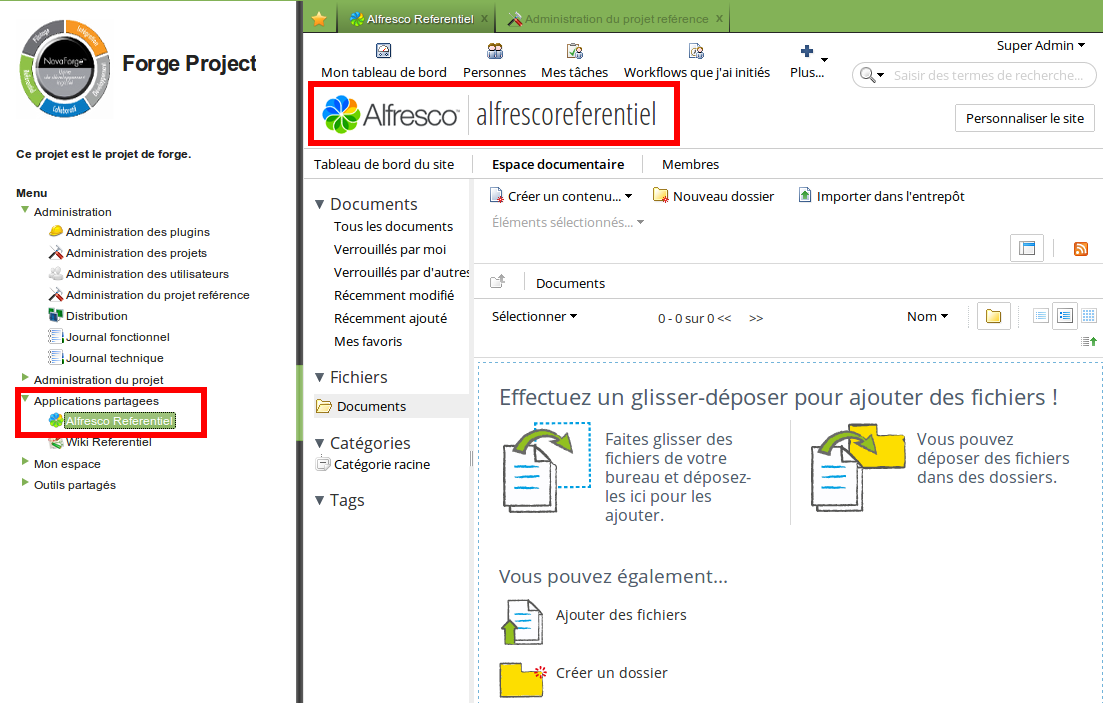 Pilotage
Intégration
Développement
Collaboratif
NovaForge™
Forge Project
Ce projet est le projet de forge.
Menu
Administration
Administration des plugins
Administration des projets
Administration des utilisateurs
Administration du projet reférence
Distribution
Journal fonctionnel
Journal technique
Administration du projet
Applications partagees
Alfresco Referentiel
Wiki Referentiel
Mon espace
Outils partagés
Alfresco Referentiel x
Administration du projet reférence x
Mon tableau de bord
Personnes
Mes tâches
Workflows que j'ai initiés
Plus...
Super Admin
Saisir des termes de recherche...
Alfresco™ alfrescoreferentiel
Personnaliser le site
Tableau de bord du site
Espace documentaire
Membres
Documents
Tous les documents
Verrouillés par moi
Verrouillés par d'autres
Récemment modifié
Récemment ajouté
Mes favoris
Fichiers
Documents
Catégories
Catégorie racine
Tags
Créer un contenu...
Nouveau dossier
Importer dans l'entrepôt
Éléments sélectionnés...
Documents
Sélectionner
0 - 0 sur 0 << >>
Nom
Effectuez un glisser-déposer pour ajouter des fichiers !
Faites glisser des
fichiers de votre
bureau et déposez-
les ici pour les
ajouter.
Vous pouvez
déposer des fichiers
dans des dossiers.
Vous pouvez également...
Ajouter des fichiers
Créer un dossier